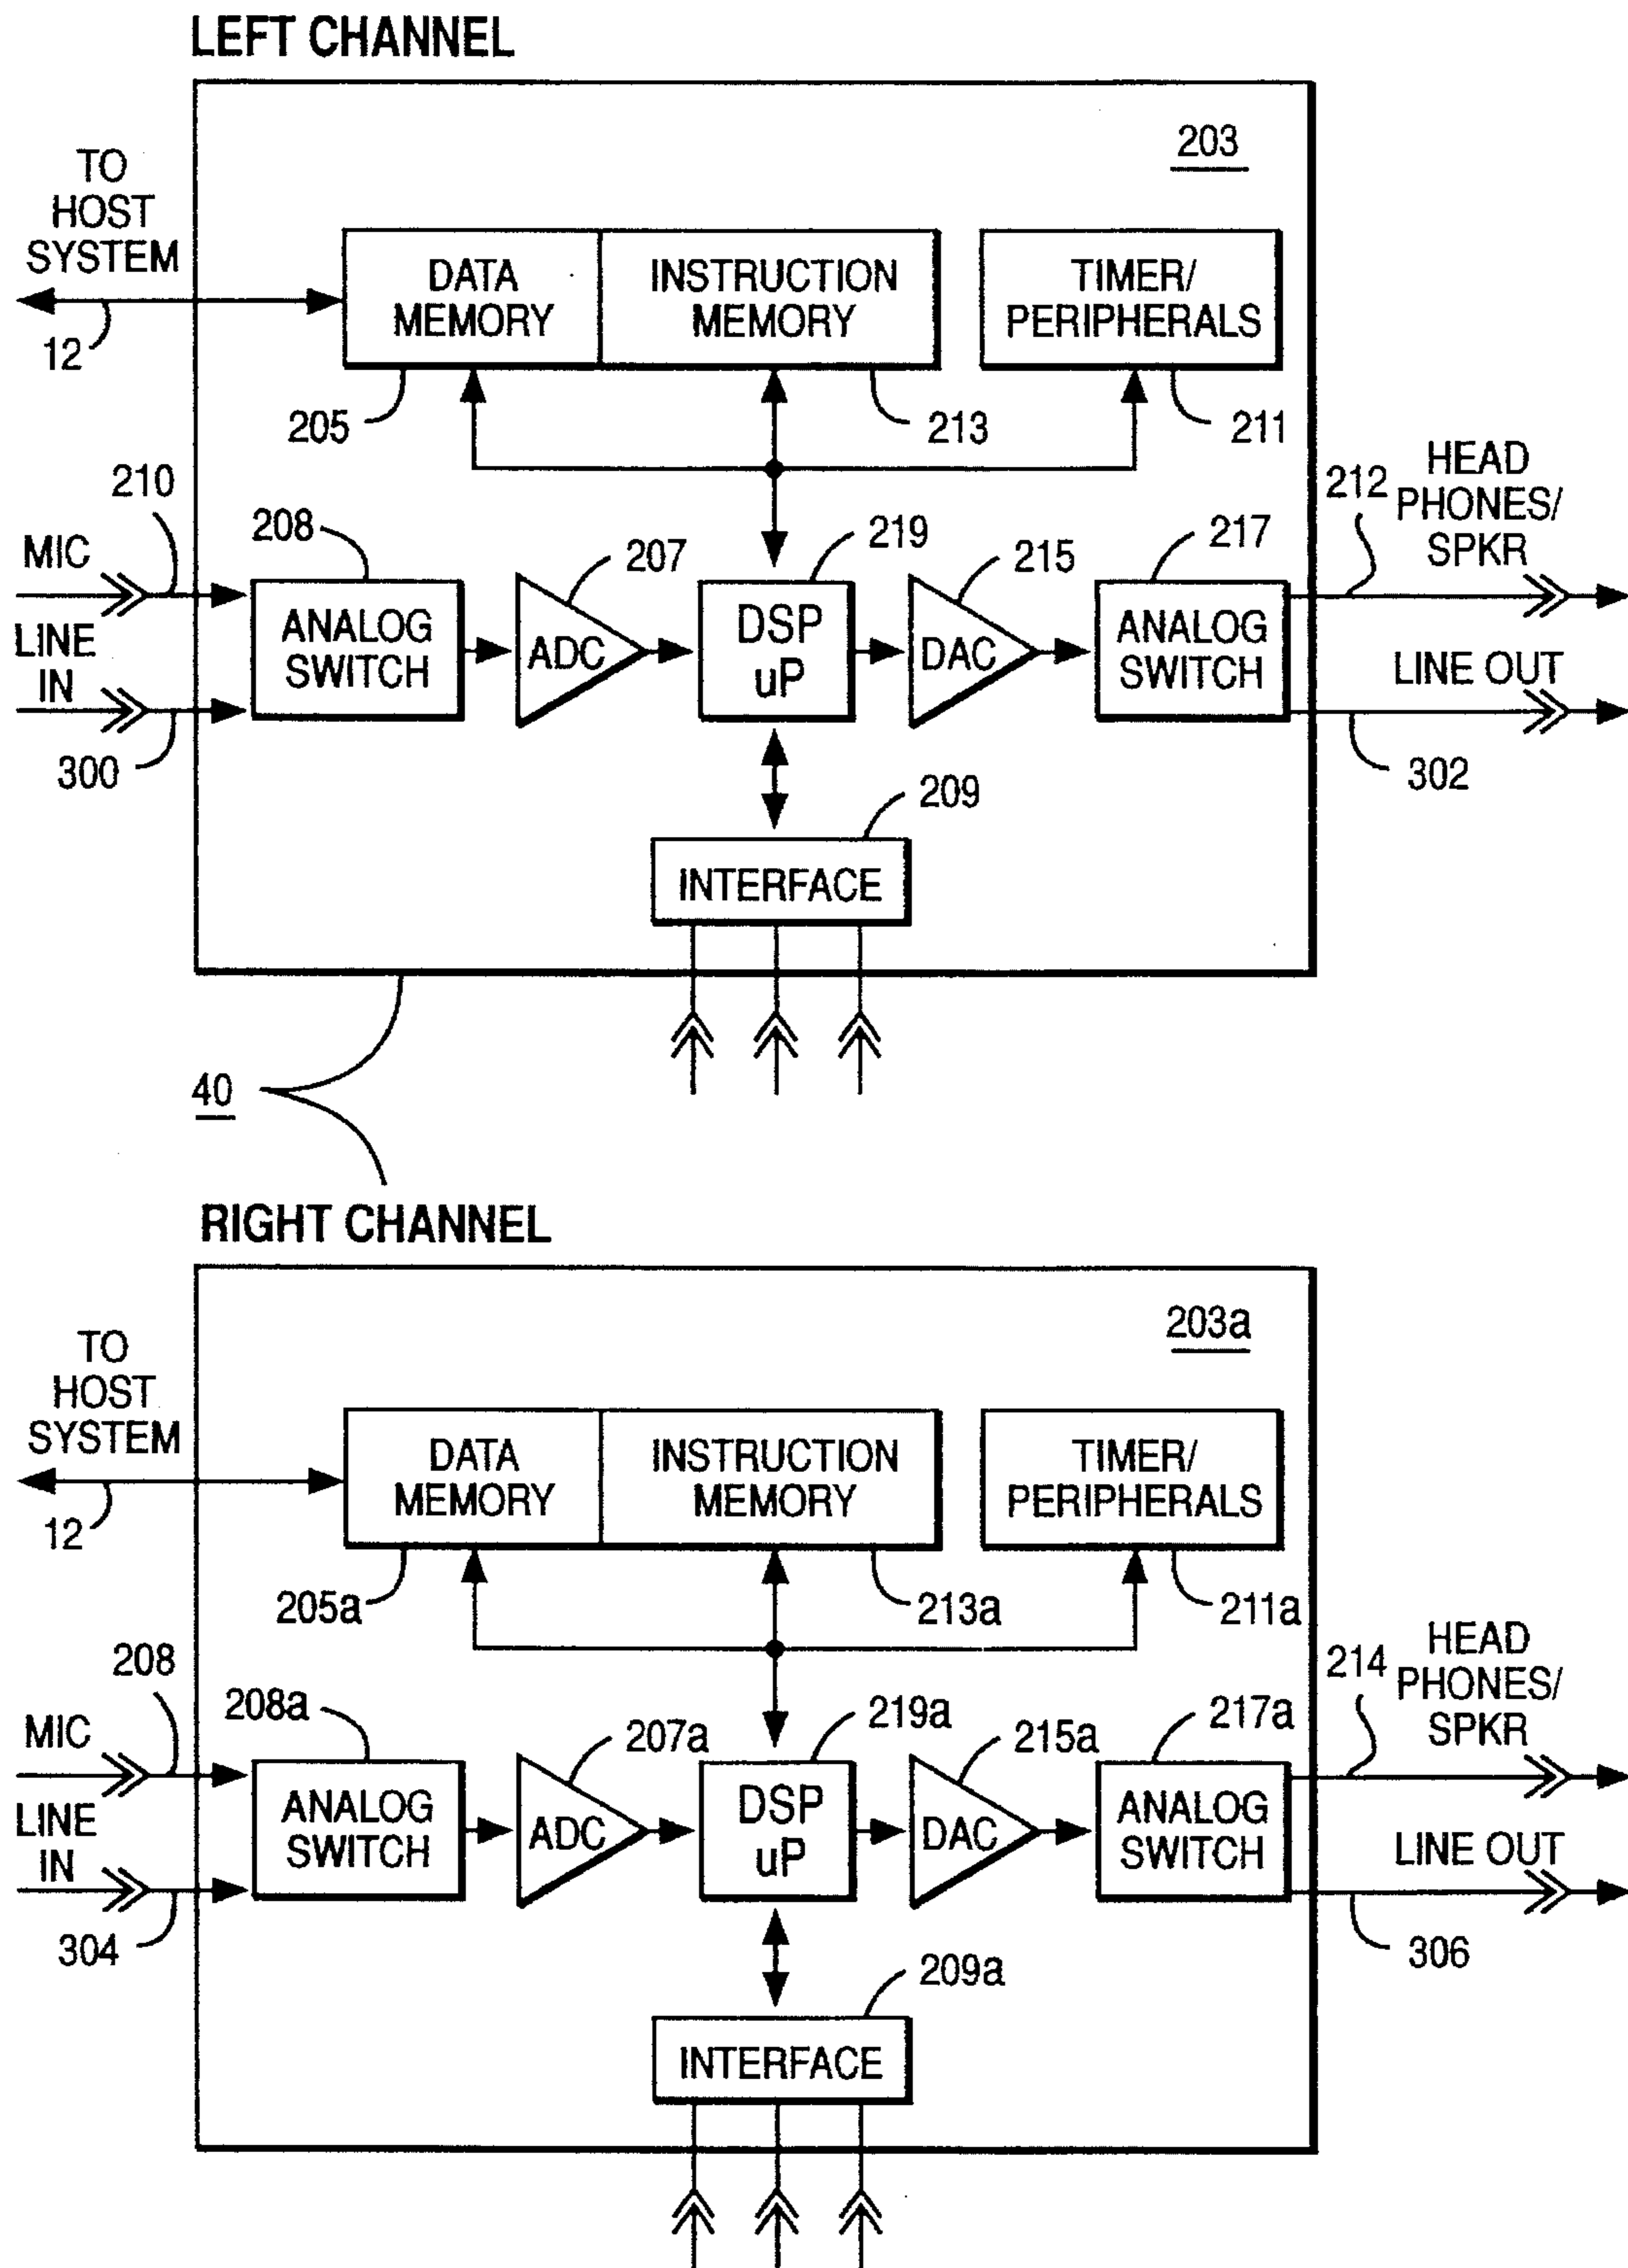 LEFT CHANNEL
203
TO
HOST
SYSTEM
12
DATA
MEMORY
INSTRUCTION
MEMORY
TIMER/
PERIPHERALS
205
213
211
210
MIC
LINE
IN
300
208
ANALOG
SWITCH
207
ADC
219
DSP
uP
215
DAC
217
ANALOG
SWITCH
212
HEAD
PHONES/
SPKR
LINE OUT
302
209
INTERFACE
40
RIGHT CHANNEL
203a
TO
HOST
SYSTEM
12
DATA
MEMORY
INSTRUCTION
MEMORY
TIMER/
PERIPHERALS
205a
213a
211a
208
MIC
LINE
IN
304
208a
ANALOG
SWITCH
207a
ADC
219a
DSP
uP
215a
DAC
217a
ANALOG
SWITCH
214
HEAD
PHONES/
SPKR
LINE OUT
306
209a
INTERFACE